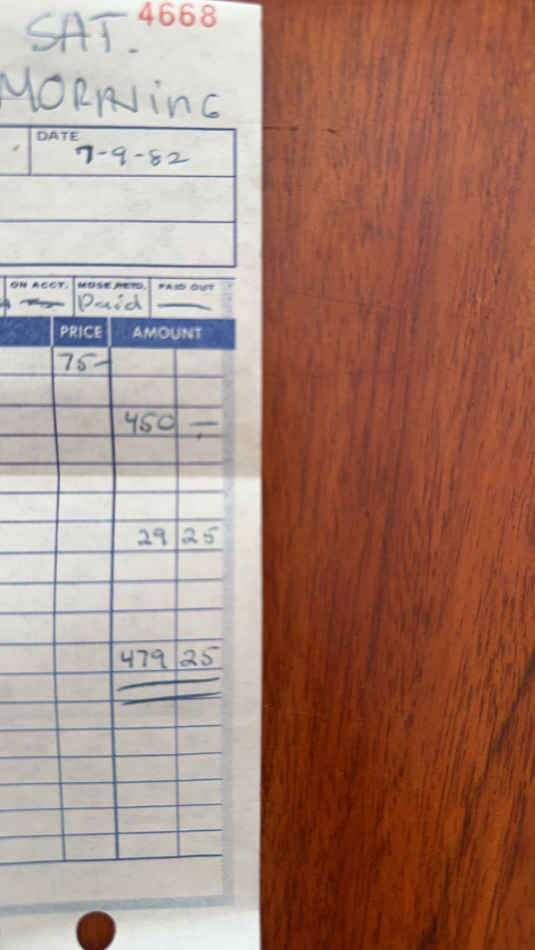 4668
SAT.
MORNING
DATE
7-9-82
ON ACCT. MDSE. RETD. PAID OUT
— Paid —
PRICE AMOUNT
75-
450 —
29 25
479 25